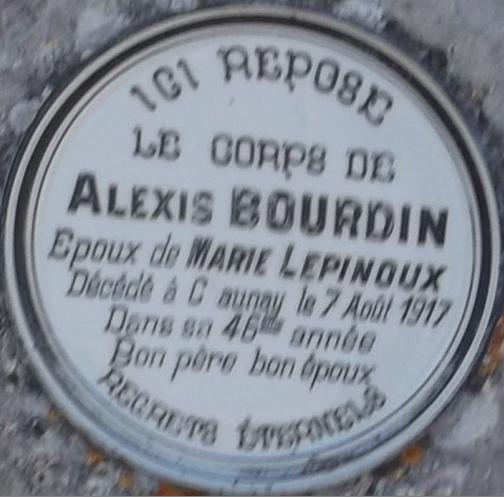 ICI REPOSE
LE CORPS DE
ALEXIS BOURDIN
Epoux de MARIE LEPINOUX
Décédé à C aunay le 7 Août 1917
Dans sa 46ème année
Bon père bon époux
REGRETS ÉTERNELS